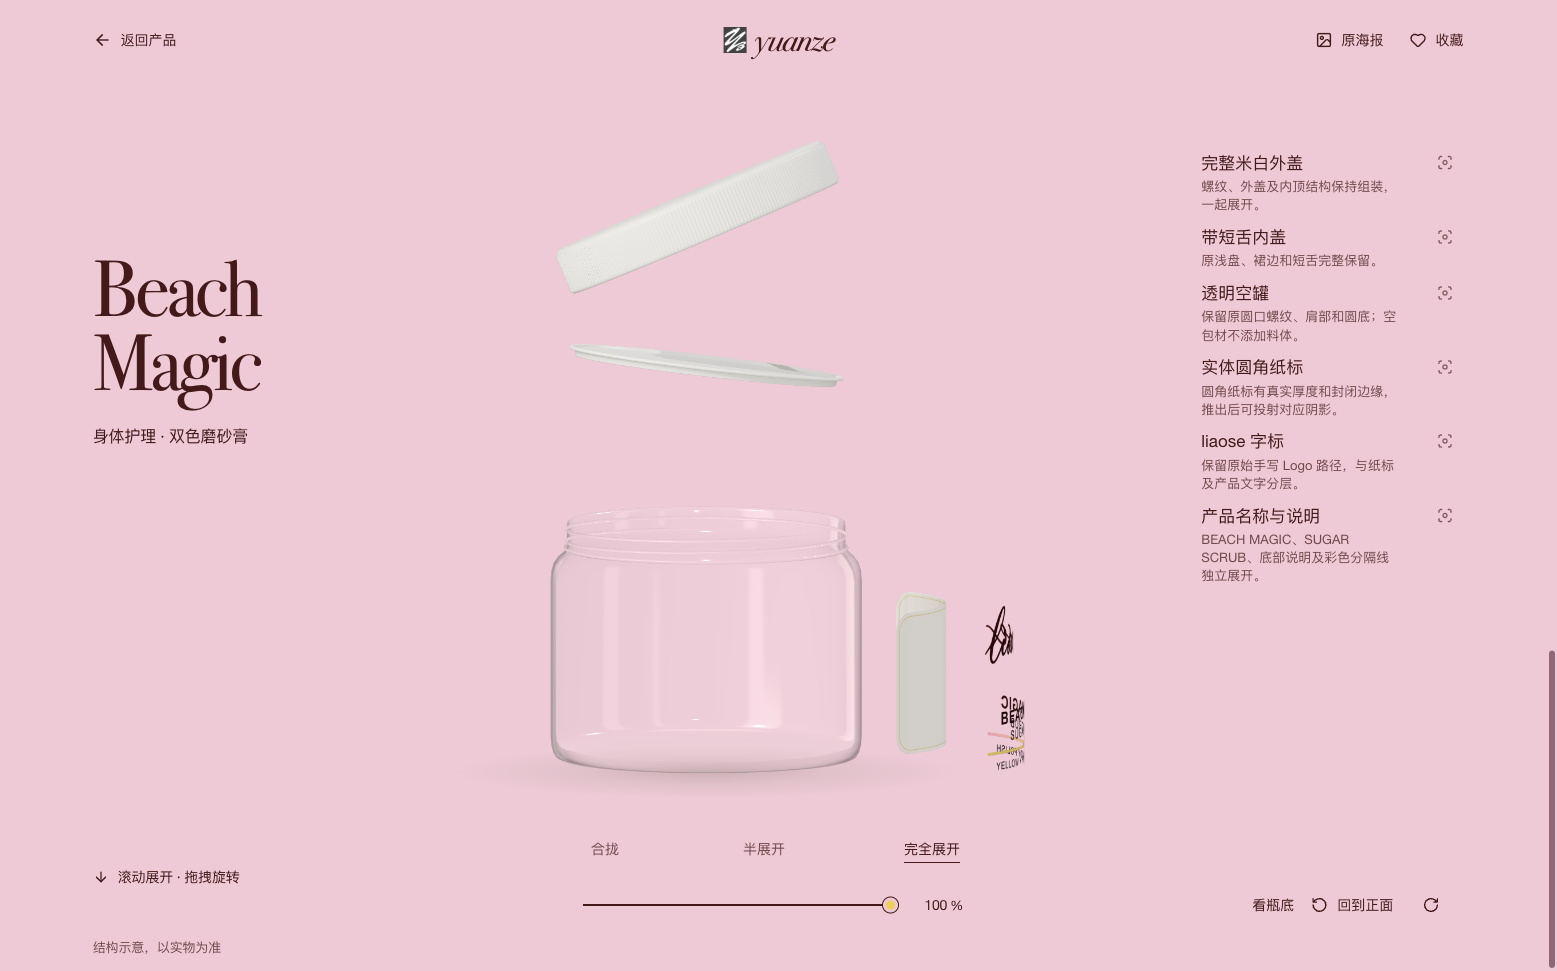 返回产品
yuanze
原海报
收藏
Beach
Magic
身体护理 · 双色磨砂膏
完整米白外盖
螺纹、外盖及内顶结构保持组装，
一起展开。
带短舌内盖
原浅盘、裙边和短舌完整保留。
透明空罐
保留原圆口螺纹、肩部和圆底；空
包材不添加料体。
实体圆角纸标
圆角纸标有真实厚度和封闭边缘，
推出后可投射对应阴影。
liaose 字标
保留原始手写 Logo 路径，与纸标
及产品文字分层。
产品名称与说明
BEACH MAGIC、SUGAR
SCRUB、底部说明及彩色分隔线
独立展开。
合拢
半展开
完全展开
滚动展开 · 拖拽旋转
100 %
看瓶底
回到正面
结构示意，以实物为准